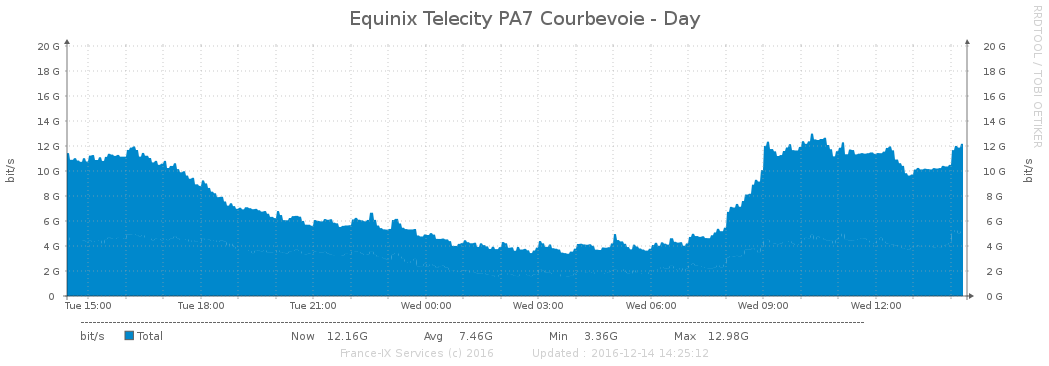 Equinix Telecity PA7 Courbevoie - Day
RRDTOOL / TOBI OETIKER
bit/s
20 G
18 G
16 G
14 G
12 G
10 G
8 G
6 G
4 G
2 G
0
20 G
18 G
16 G
14 G
12 G
10 G
8 G
6 G
4 G
2 G
0 G
bit/s
Tue 15:00 Tue 18:00 Tue 21:00 Wed 00:00 Wed 03:00 Wed 06:00 Wed 09:00 Wed 12:00
bit/s Total Now 12.16G Avg 7.46G Min 3.36G Max 12.98G
France-IX Services (c) 2016 Updated : 2016-12-14 14:25:12